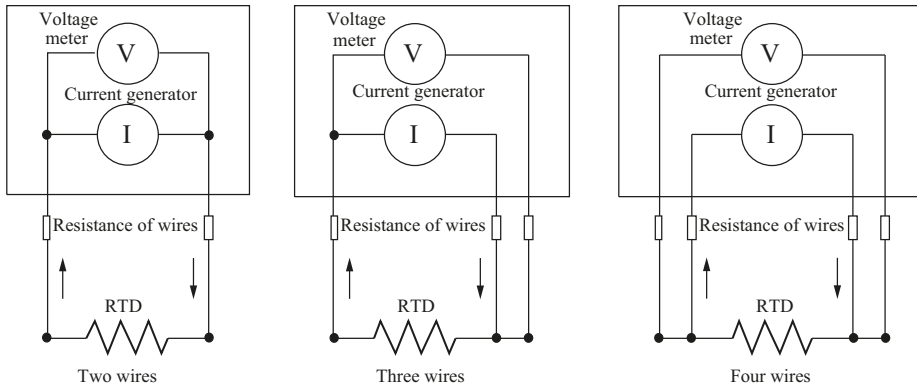 Voltage
meter
V
Current generator
I
Resistance of wires
RTD
Two wires
Voltage
meter
V
Current generator
I
Resistance of wires
RTD
Three wires
Voltage
meter
V
Current generator
I
Resistance of wires
RTD
Four wires